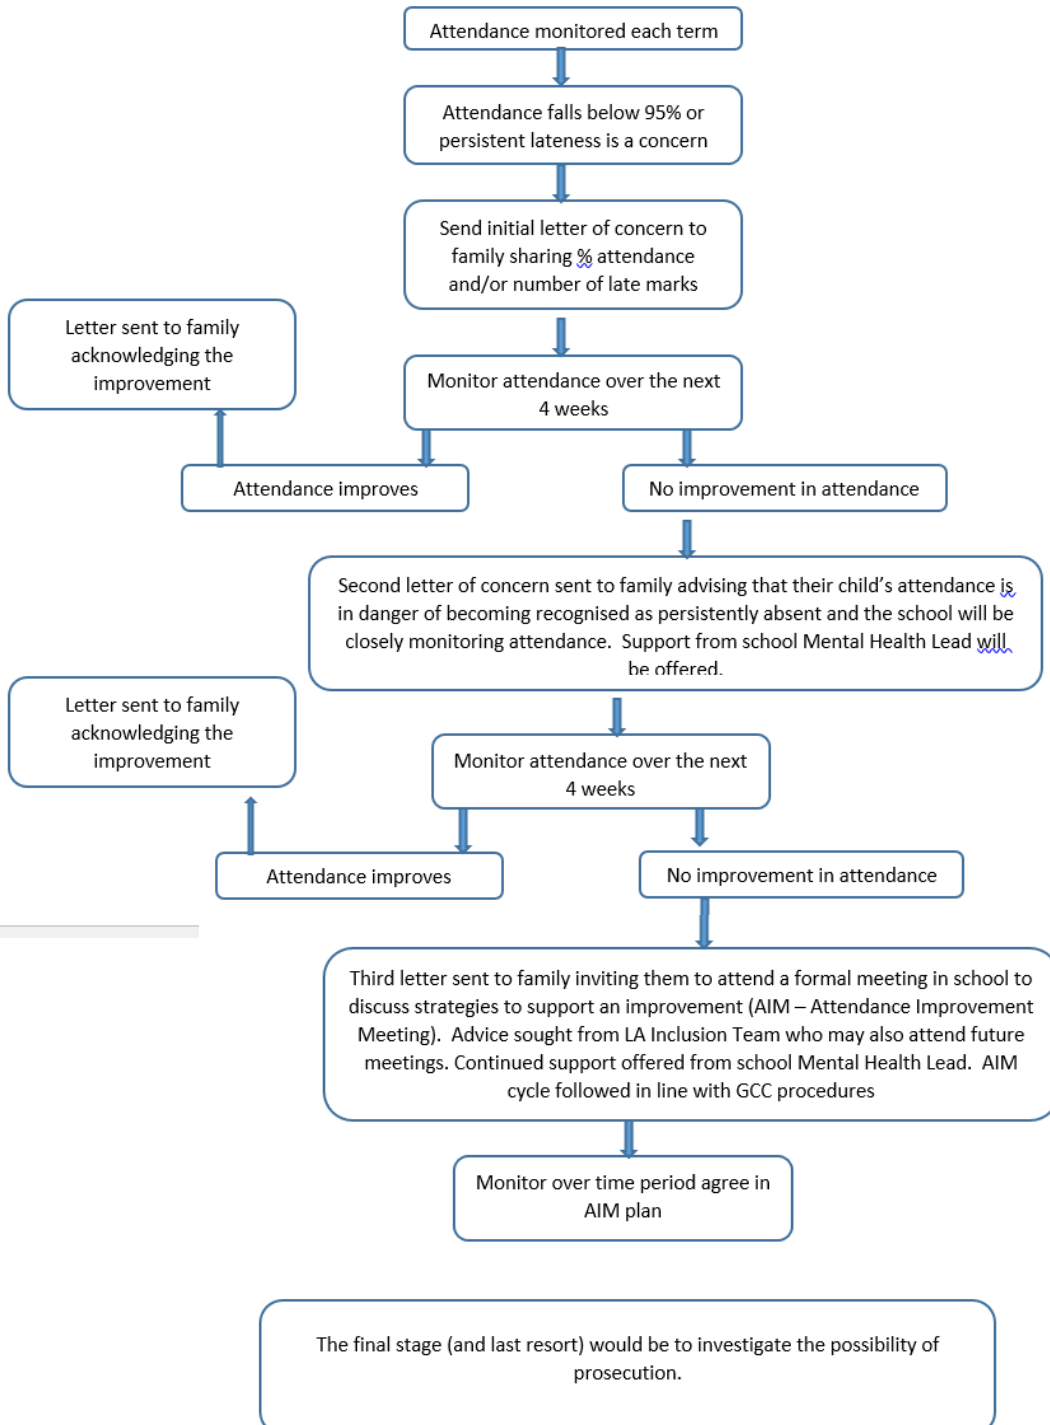 Attendance monitored each term
Attendance falls below 95% or
persistent lateness is a concern
Send initial letter of concern to
family sharing % attendance
and/or number of late marks
Letter sent to family
acknowledging the
improvement
Monitor attendance over the next
4 weeks
Attendance improves
No improvement in attendance
Second letter of concern sent to family advising that their child’s attendance is
in danger of becoming recognised as persistently absent and the school will be
closely monitoring attendance.  Support from school Mental Health Lead will
be offered.
Letter sent to family
acknowledging the
improvement
Monitor attendance over the next
4 weeks
Attendance improves
No improvement in attendance
Third letter sent to family inviting them to attend a formal meeting in school to
discuss strategies to support an improvement (AIM – Attendance Improvement
Meeting).  Advice sought from LA Inclusion Team who may also attend future
meetings. Continued support offered from school Mental Health Lead.  AIM
cycle followed in line with GCC procedures
Monitor over time period agree in
AIM plan
The final stage (and last resort) would be to investigate the possibility of
prosecution.